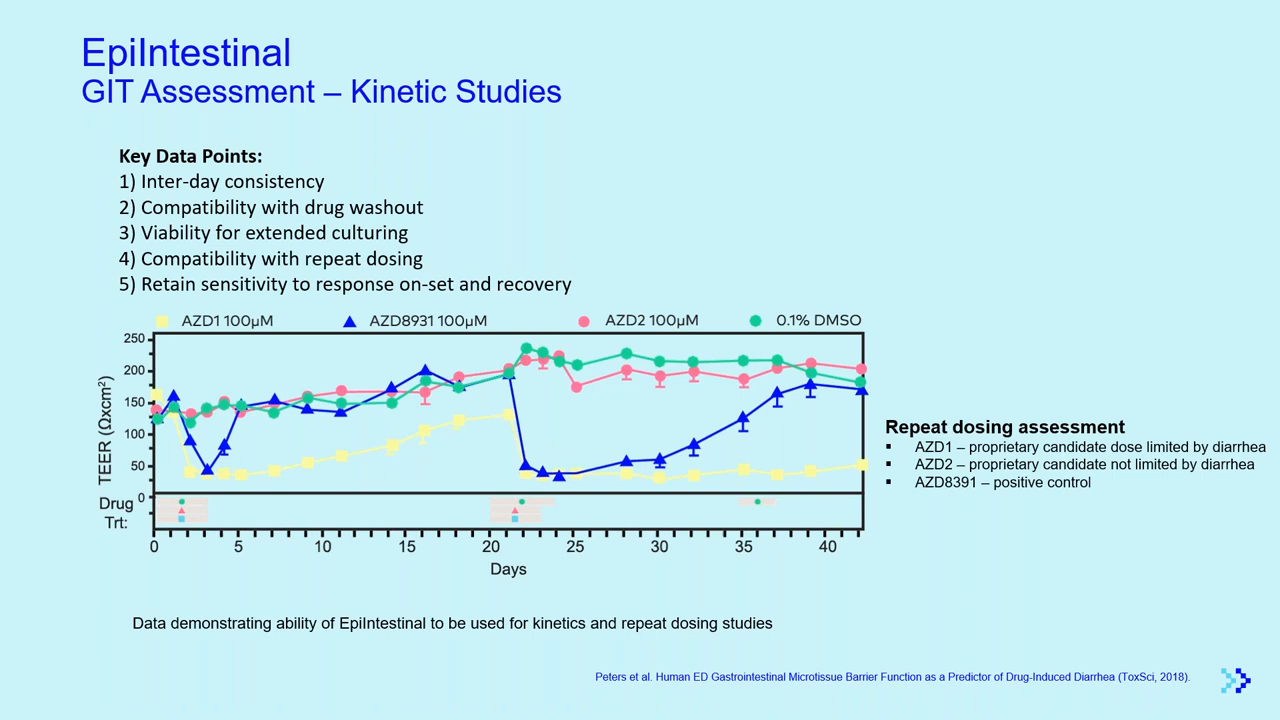 EpiIntestinal
GIT Assessment – Kinetic Studies
Key Data Points:
1) Inter-day consistency
2) Compatibility with drug washout
3) Viability for extended culturing
4) Compatibility with repeat dosing
5) Retain sensitivity to response on-set and recovery
AZD1 100µM AZD8931 100µM AZD2 100µM 0.1% DMSO
250
200
150
100
50
0
TEER (Ωxcm²)
Drug
Trt:
0 5 10 15 20 25 30 35 40
Days
Repeat dosing assessment
▪ AZD1 – proprietary candidate dose limited by diarrhea
▪ AZD2 – proprietary candidate not limited by diarrhea
▪ AZD8391 – positive control
Data demonstrating ability of EpiIntestinal to be used for kinetics and repeat dosing studies
Peters et al. Human ED Gastrointestinal Microtissue Barrier Function as a Predictor of Drug-Induced Diarrhea (ToxSci, 2018).